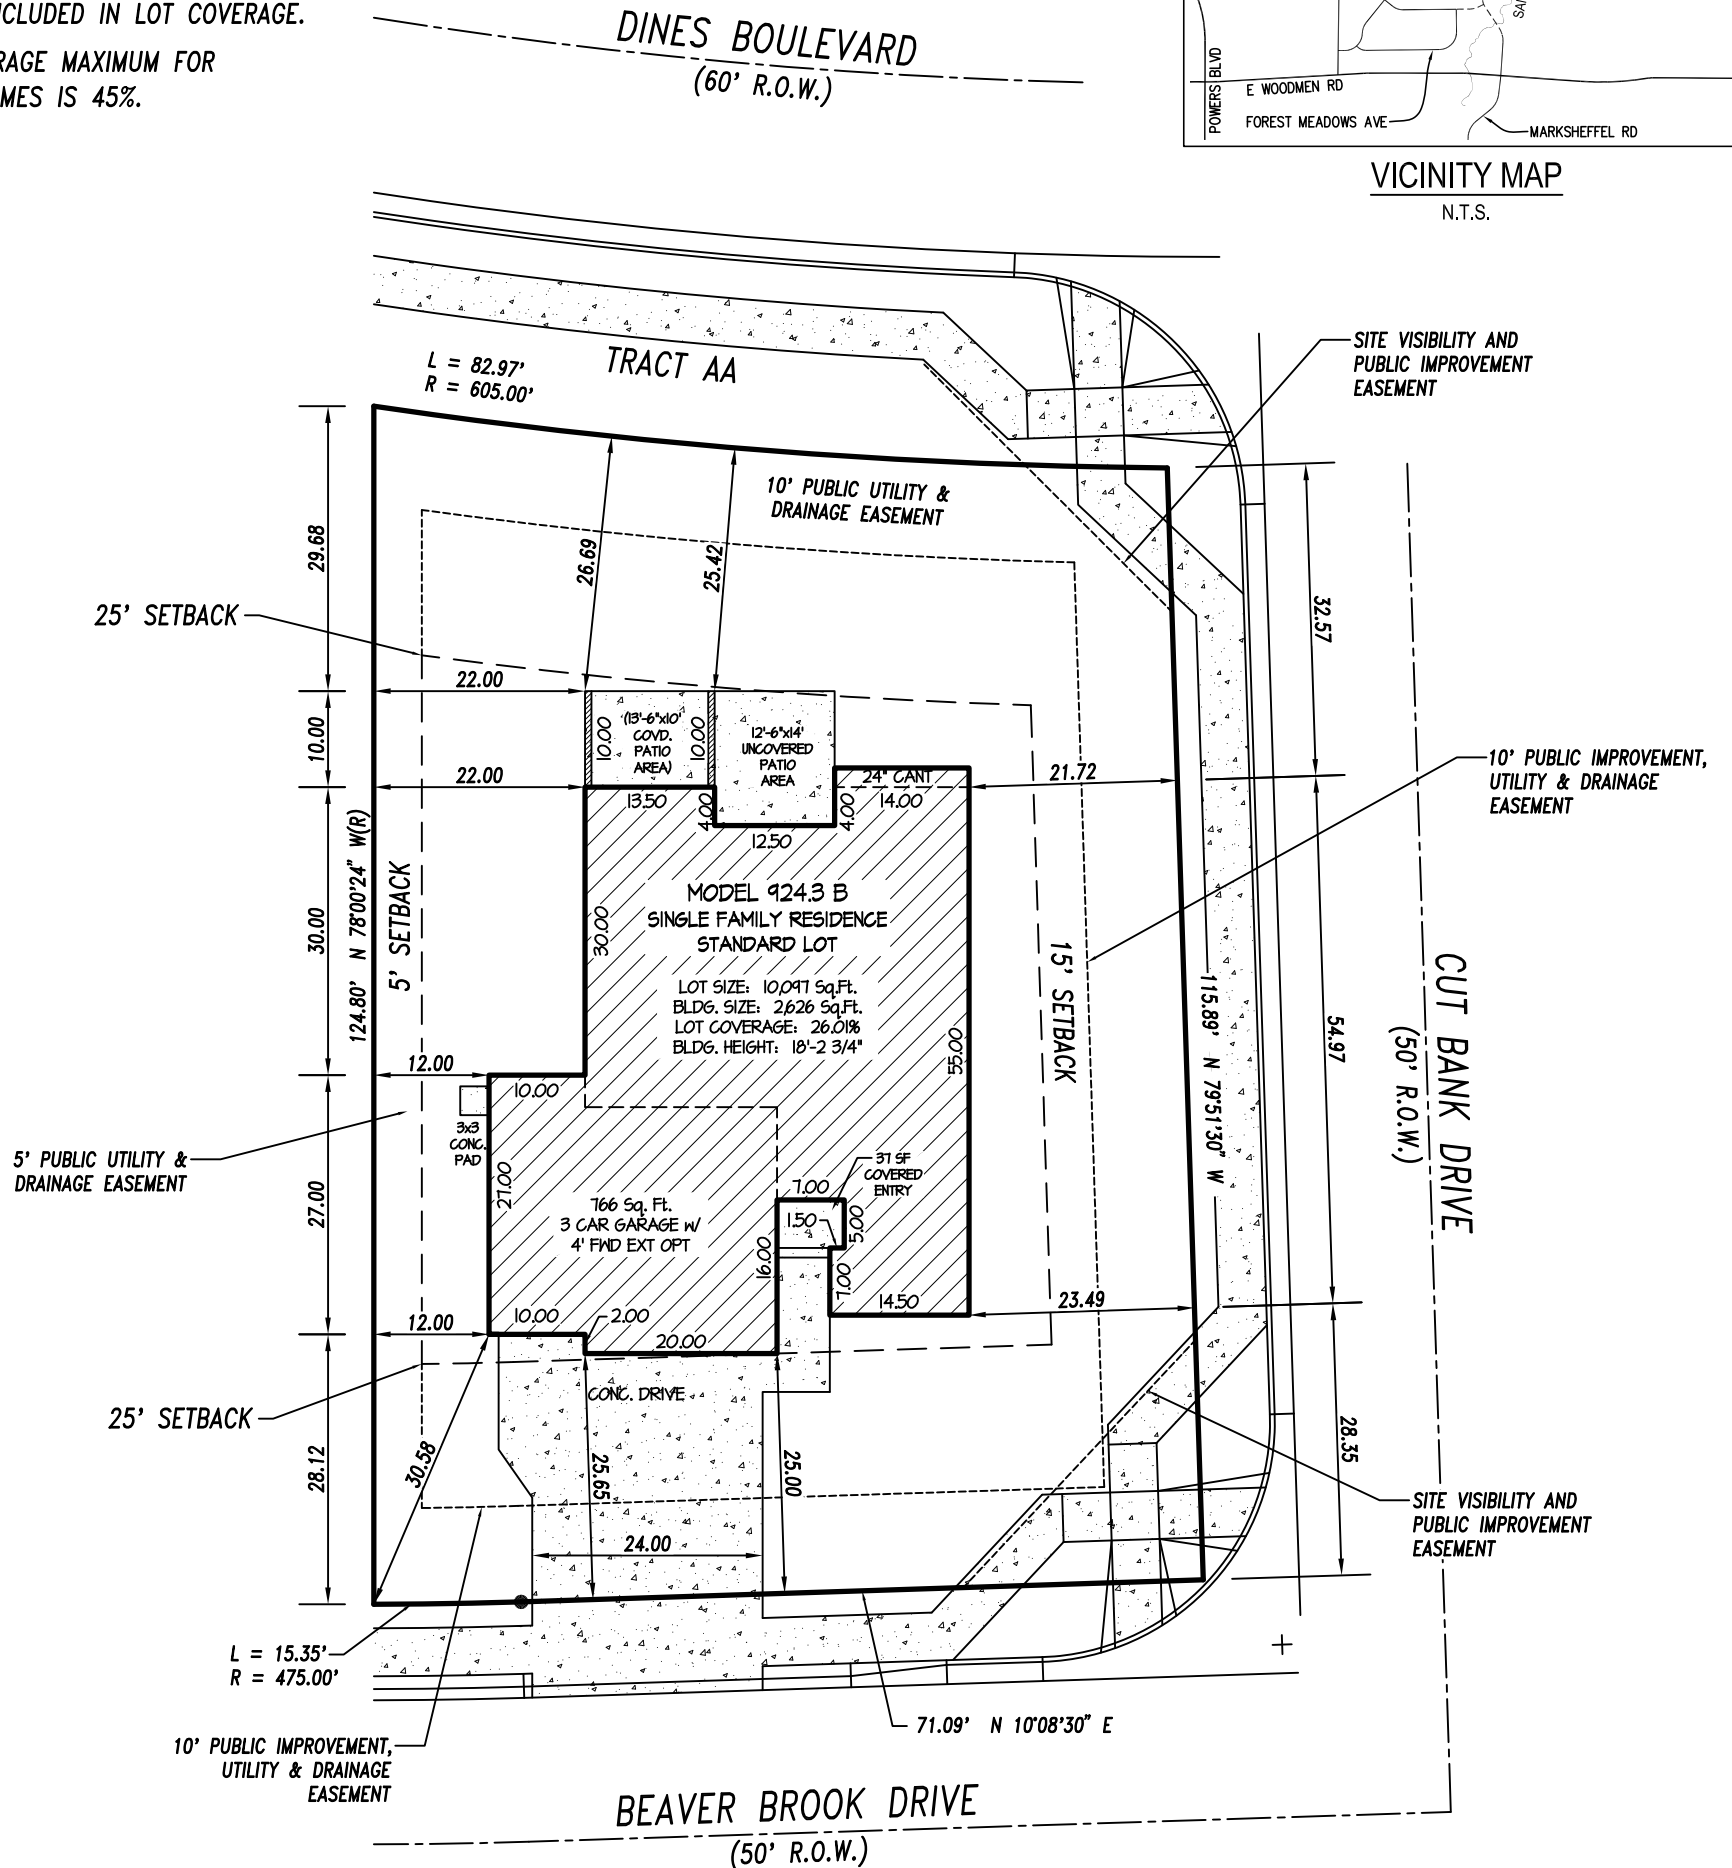 NCLUDED IN LOT COVERAGE.
RAGE MAXIMUM FOR
MES IS 45%.
DINES BOULEVARD
(60' R.O.W.)
POWERS BLVD
E WOODMEN RD
FOREST MEADOWS AVE
MARKSHEFFEL RD
VICINITY MAP
N.T.S.
SITE VISIBILITY AND
PUBLIC IMPROVEMENT
EASEMENT
TRACT AA
L = 82.97'
R = 605.00'
10' PUBLIC UTILITY &
DRAINAGE EASEMENT
29.68
26.69
25.42
32.57
25' SETBACK
22.00
10.00
(13'-6"x10'
COVD.
PATIO
AREA)
10.00
10.00
12'-6"x14'
UNCOVERED
PATIO
AREA
24" CANT
21.72
10' PUBLIC IMPROVEMENT,
UTILITY & DRAINAGE
EASEMENT
22.00
13.50
4.00
12.50
4.00
14.00
124.80' N 78°00'24" W(R)
5' SETBACK
30.00
30.00
MODEL 924.3 B
SINGLE FAMILY RESIDENCE
STANDARD LOT
LOT SIZE: 10,097 Sq.Ft.
BLDG. SIZE: 2,626 Sq.Ft.
LOT COVERAGE: 26.01%
BLDG. HEIGHT: 18'-2 3/4"
55.00
15' SETBACK
115.89' N 79°51'30" W
54.97
CUT BANK DRIVE
(50' R.O.W.)
12.00
10.00
3x3
CONC.
PAD
5' PUBLIC UTILITY &
DRAINAGE EASEMENT
27.00
27.00
766 Sq. Ft.
3 CAR GARAGE w/
4' FWD EXT OPT
37 SF
COVERED
ENTRY
7.00
1.50
5.00
16.00
7.00
14.50
23.49
12.00
10.00
2.00
20.00
25' SETBACK
CONC. DRIVE
28.12
30.58
25.65
25.00
28.35
24.00
SITE VISIBILITY AND
PUBLIC IMPROVEMENT
EASEMENT
L = 15.35'
R = 475.00'
71.09' N 10°08'30" E
10' PUBLIC IMPROVEMENT,
UTILITY & DRAINAGE
EASEMENT
BEAVER BROOK DRIVE
(50' R.O.W.)